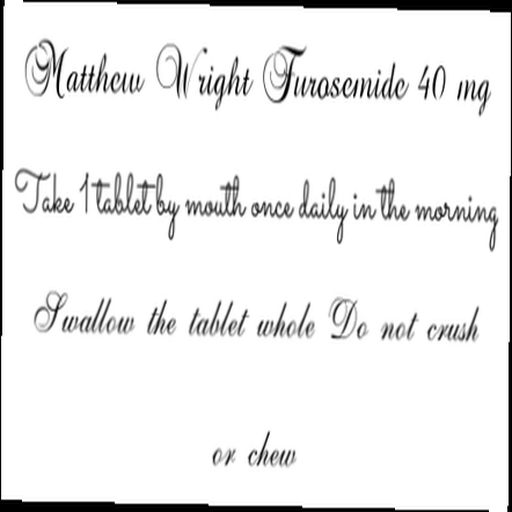 Matthew Wright Furosemide 40 mg
Take 1 tablet by mouth once daily in the morning
Swallow the tablet whole Do not crush
or chew